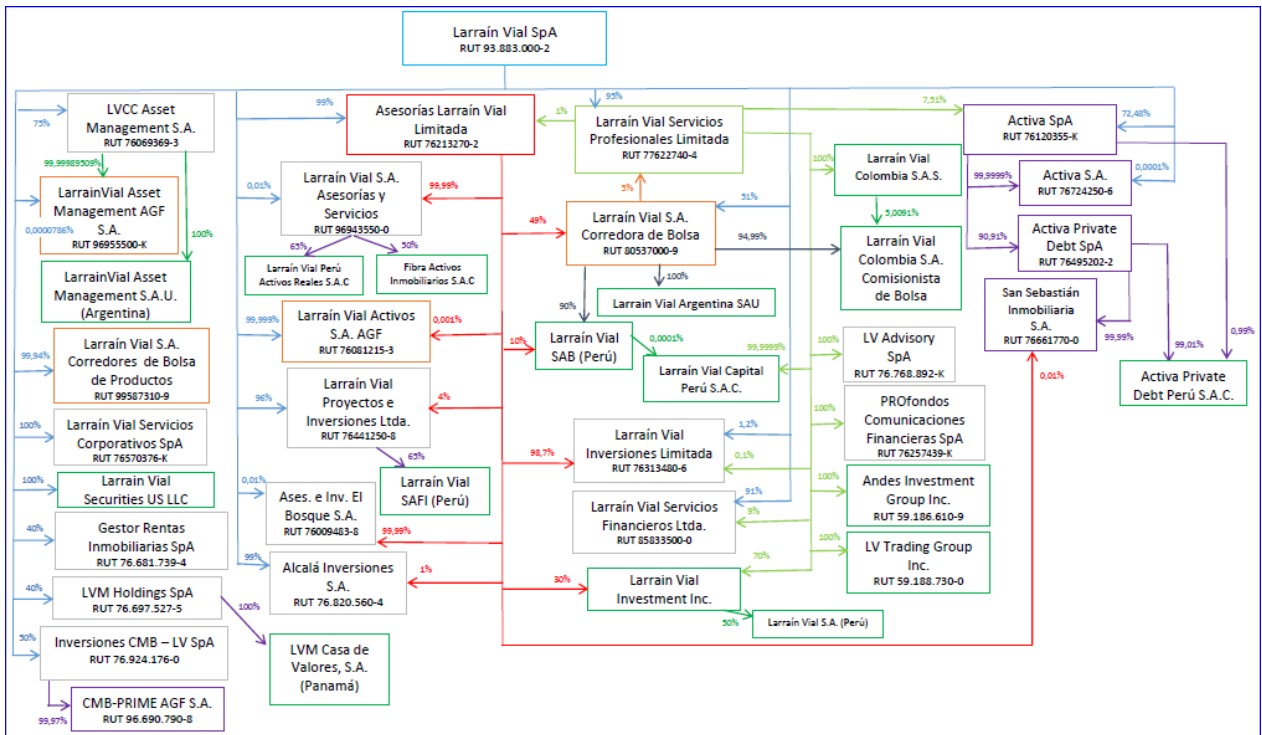 Larraín Vial SpA
RUT 93.883.000-2
LVCC Asset
Management S.A.
RUT 76069369-3
75%
99,99989509%
LarrainVial Asset
Management AGF
S.A.
RUT 96955500-K
0,0000786%
100%
LarrainVial Asset
Management S.A.U.
(Argentina)
99,94%
Larraín Vial S.A.
Corredores de Bolsa
de Productos
RUT 99587310-9
100%
Larraín Vial Servicios
Corporativos SpA
RUT 76570376-K
100%
Larrain Vial
Securities US LLC
40%
Gestor Rentas
Inmobiliarias SpA
RUT 76.681.739-4
40%
LVM Holdings SpA
RUT 76.697.527-5
100%
50%
Inversiones CMB – LV SpA
RUT 76.924.176-0
99,97%
CMB-PRIME AGF S.A.
RUT 96.690.790-8
LVM Casa de
Valores, S.A.
(Panamá)
99%
Asesorías Larraín Vial
Limitada
RUT 76213270-2
1%
0,01%
Larraín Vial S.A.
Asesorías y
Servicios
RUT 96943550-0
99,99%
65%
50%
Larraín Vial Perú
Activos Reales S.A.C
Fibra Activos
Inmobiliarios S.A.C
99,999%
Larraín Vial Activos
S.A. AGF
RUT 76081215-3
0,001%
96%
Larraín Vial
Proyectos e
Inversiones Ltda.
RUT 76441250-8
4%
65%
Larraín Vial
SAFI (Perú)
0,01%
Ases. e Inv. El
Bosque S.A.
RUT 76009483-8
99,99%
99%
Alcalá Inversiones
S.A.
RUT 76.820.560-4
1%
95%
Larraín Vial Servicios
Profesionales Limitada
RUT 77622740-4
5%
51%
49%
Larraín Vial S.A.
Corredora de Bolsa
RUT 80537000-9
94,99%
100%
Larrain Vial Argentina SAU
90%
10%
Larraín Vial
SAB (Perú)
0,0001%
99,9999%
Larraín Vial Capital
Perú S.A.C.
98,7%
Larraín Vial
Inversiones Limitada
RUT 76313480-6
1,2%
0,1%
Larraín Vial Servicios
Financieros Ltda.
RUT 85833500-0
91%
9%
70%
30%
Larrain Vial
Investment Inc.
50%
Larraín Vial S.A. (Perú)
7,51%
100%
Larraín Vial
Colombia S.A.S.
5,0091%
Larraín Vial
Colombia S.A.
Comisionista
de Bolsa
100%
LV Advisory
SpA
RUT 76.768.892-K
100%
PROfondos
Comunicaciones
Financieras SpA
RUT 76257439-K
100%
Andes Investment
Group Inc.
RUT 59.186.610-9
100%
LV Trading Group
Inc.
RUT 59.188.730-0
Activa SpA
RUT 76120355-K
72,48%
99,9999%
Activa S.A.
RUT 76724250-6
0,0001%
90,91%
Activa Private
Debt SpA
RUT 76495202-2
San Sebastián
Inmobiliaria
S.A.
RUT 76661770-0
99,99%
0,01%
99,01%
0,99%
Activa Private
Debt Perú S.A.C.